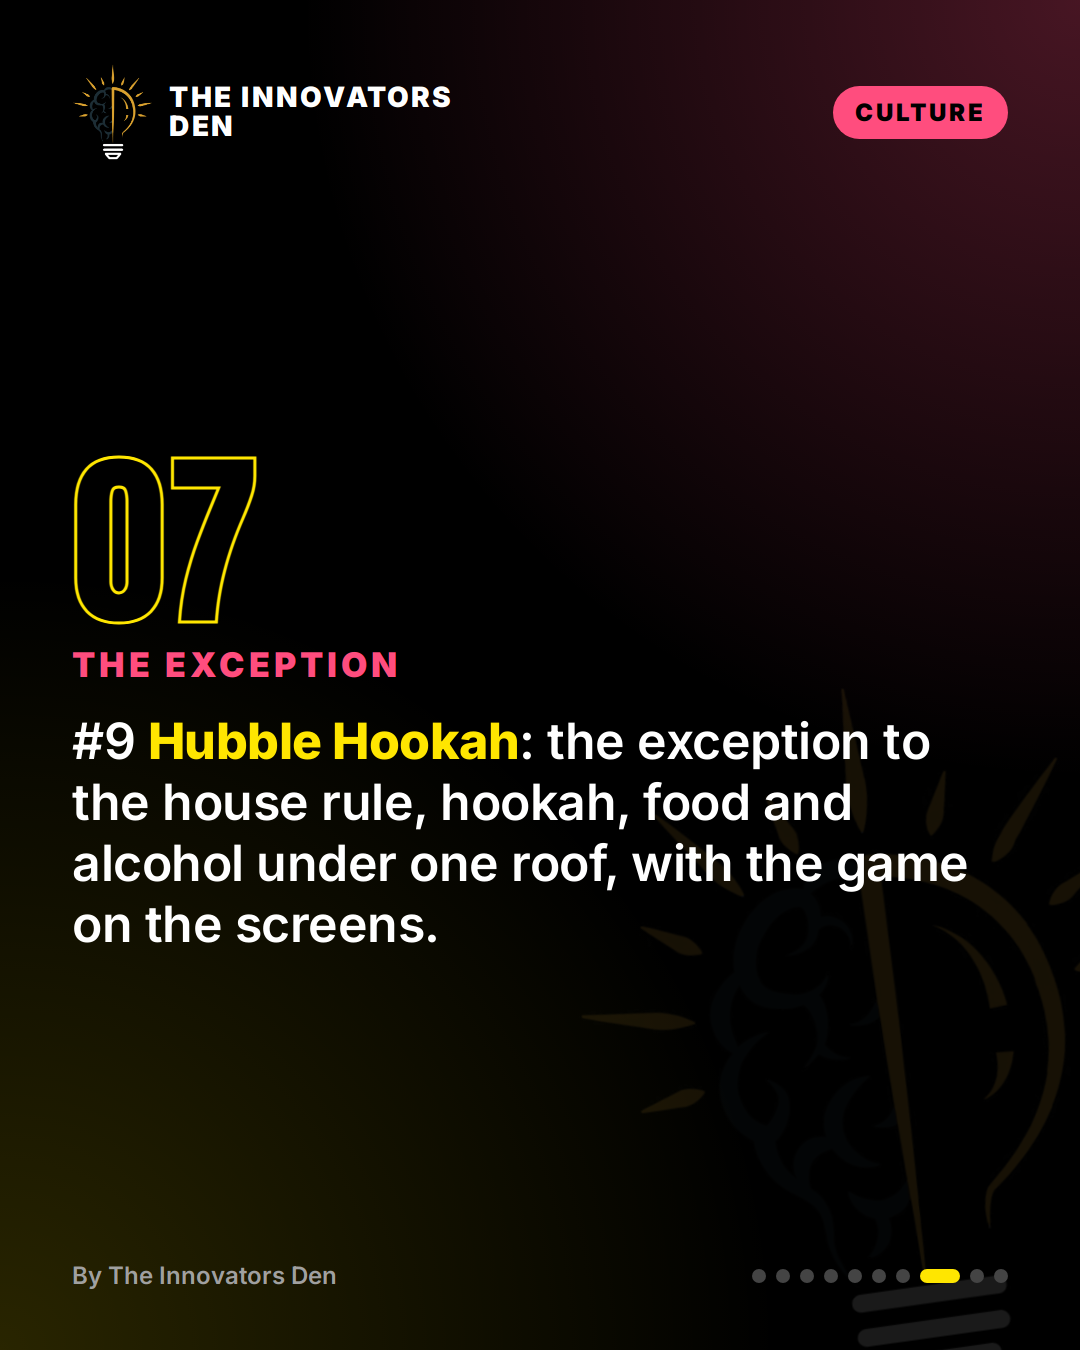 THE INNOVATORS
DEN
CULTURE
07
THE EXCEPTION
#9 Hubble Hookah: the exception to
the house rule, hookah, food and
alcohol under one roof, with the game
on the screens.
By The Innovators Den